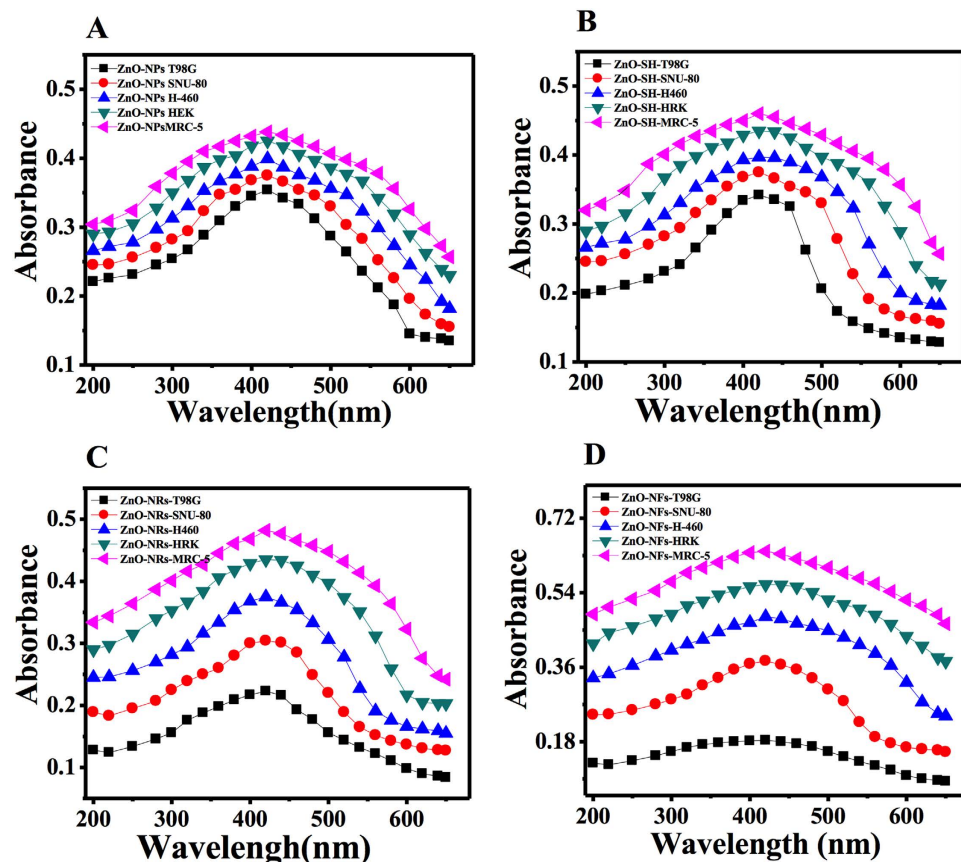 A
ZnO-NPs T98G
ZnO-NPs SNU-80
ZnO-NPs H-460
ZnO-NPs HEK
ZnO-NPsMRC-5
0.5
0.4
0.3
0.2
0.1
Absorbance
200 300 400 500 600
Wavelength(nm)
B
ZnO-SH-T98G
ZnO-SH-SNU-80
ZnO-SH-H460
ZnO-SH-HRK
ZnO-SH-MRC-5
0.5
0.4
0.3
0.2
0.1
Absorbance
200 300 400 500 600
Wavelength(nm)
C
ZnO-NRs-T98G
ZnO-NRs-SNU-80
ZnO-NRs-H460
ZnO-NRs-HRK
ZnO-NRs-MRC-5
0.5
0.4
0.3
0.2
0.1
Absorbance
200 300 400 500 600
Wavelength(nm)
D
ZnO-NFs-T98G
ZnO-NFs-SNU-80
ZnO-NFs-H-460
ZnO-NFs-HRK
ZnO-NFs-MRC-5
0.72
0.54
0.36
0.18
Absorbance
200 300 400 500 600
Wavelength (nm)